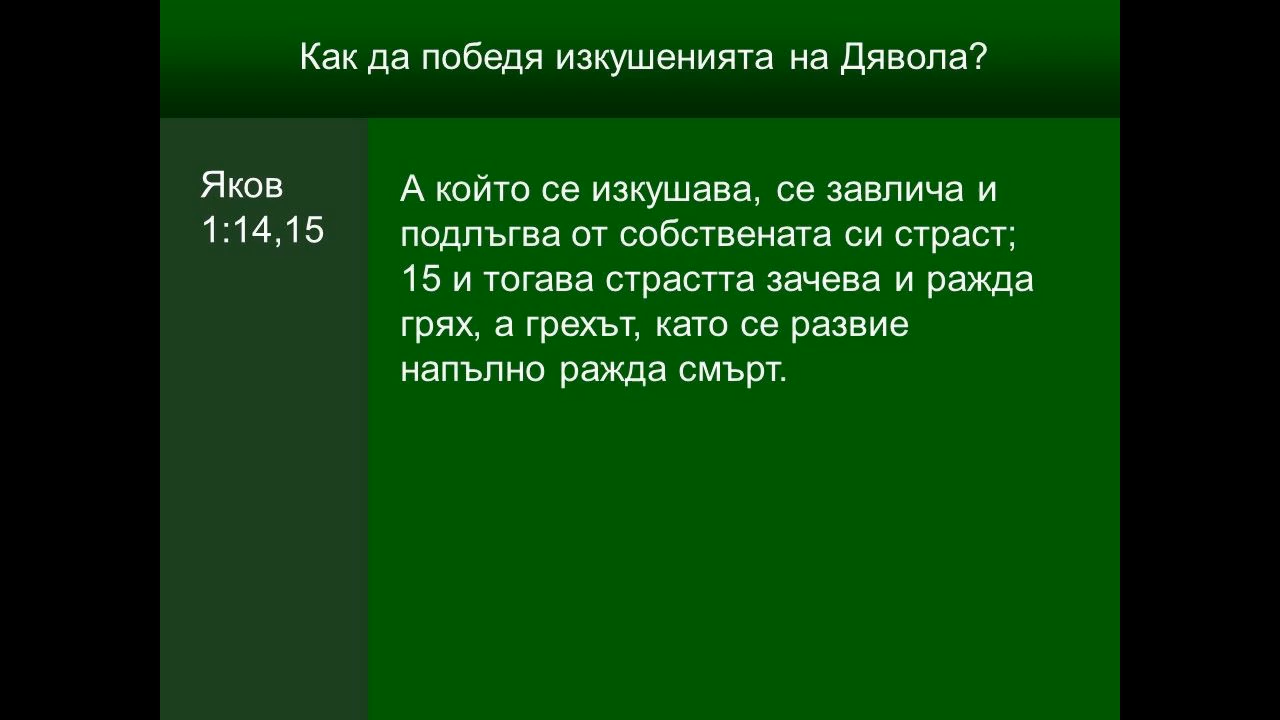 Как да победя изкушенията на Дявола?
Яков
1:14,15
А който се изкушава, се завлича и
подлъгва от собствената си страст;
15 и тогава страстта зачева и ражда
грях, а грехът, като се развие
напълно ражда смърт.